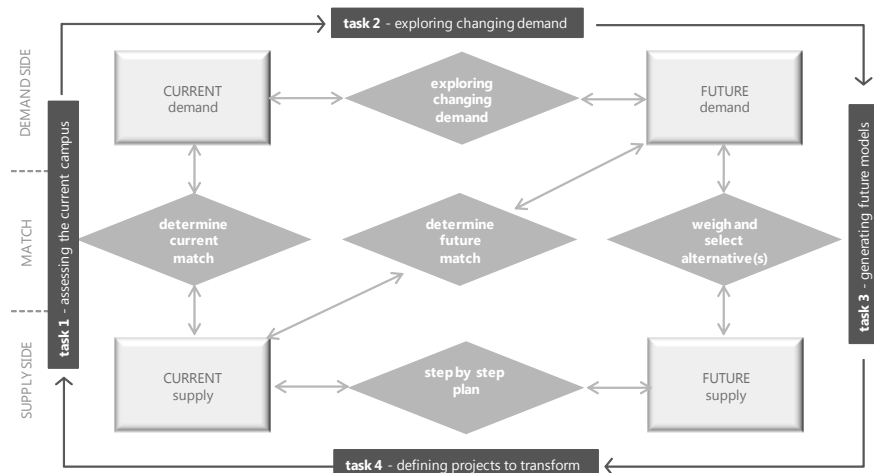 task 2 - exploring changing demand
DEMAND SIDE
MATCH
SUPPLY SIDE
task 1 - assessing the current campus
CURRENT
demand
exploring
changing
demand
FUTURE
demand
determine
current
match
determine
future
match
weigh and
select
alternative(s)
CURRENT
supply
step by step
plan
FUTURE
supply
task 3 - generating future models
task 4 - defining projects to transform